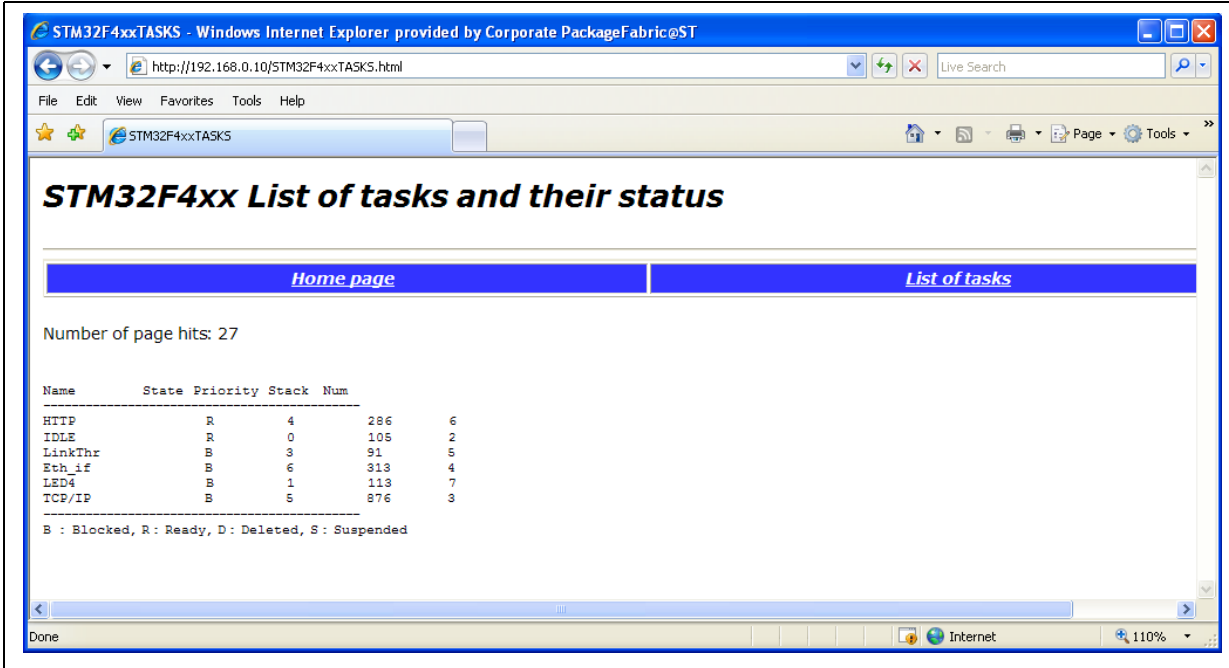 STM32F4xxTASKS - Windows Internet Explorer provided by Corporate PackageFabric@ST
http://192.168.0.10/STM32F4xxTASKS.html
Live Search
File Edit View Favorites Tools Help
STM32F4xxTASKS
Page Tools
STM32F4xx List of tasks and their status
Home page List of tasks
Number of page hits: 27
Name State Priority Stack Num
---------------------------------------------
HTTP R 4 286 6
IDLE R 0 105 2
LinkThr B 3 91 5
Eth_if B 6 313 4
LED4 B 1 113 7
TCP/IP B 5 876 3
---------------------------------------------
B : Blocked, R : Ready, D : Deleted, S : Suspended
Done Internet 110%